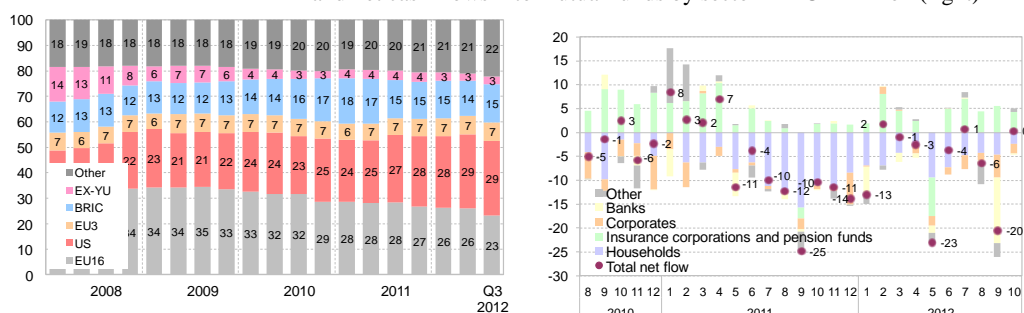 100
90
80
70
60
50
40
30
20
10
0
18 19 18 18 18 18 18 18 19 19 20 20 19 20 20 21 21 21 22
14 13 11 8 6 7 7 6 4 4 3 3 4 4 4 4 3 3 3
12 13 13 12 13 12 12 13 14 14 16 17 18 17 15 15 15 14 15
7 6 7 7 6 7 7 7 7 7 7 7 6 7 7 7 7 7 7
22 23 21 21 22 24 24 23 25 24 25 27 28 29 29
34 34 35 33 33 32 32 29 28 28 28 27 26 26 23
Other
EX-YU
BRIC
EU3
US
EU16
2008 2009 2010 2011 Q3
2012
20
15
10
5
0
-5
-10
-15
-20
-25
-30
-5 -1 3 -6 -2 8 3 2 7 -11 -4 -10 -12 -25 -10 -11 -14 -13 2 -1 -3 -23 -4 1 -6 -20
Other
Banks
Corporates
Insurance corporations and pension funds
Households
Total net flow
8 9 10 11 12 1 2 3 4 5 6 7 8 9 10 11 12 1 2 3 4 5 6 7 8 9 10
2010 2011 2012